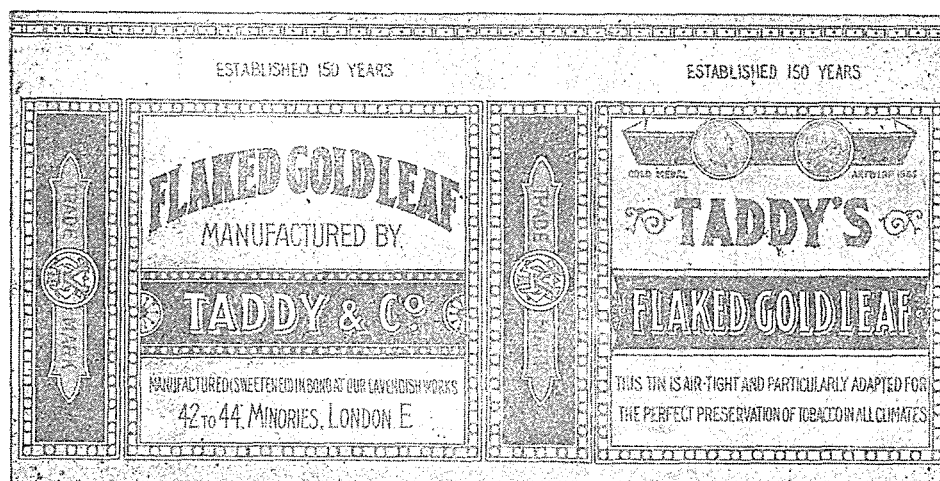 ESTABLISHED 150 YEARS
TRADE
MARK
FLAKED GOLD LEAF
MANUFACTURED BY.
TADDY & Co.
MANUFACTURED & SWEETENED IN BOND AT OUR CAVENDISH WORKS
42 TO 44, MINORIES, LONDON. E.
TRADE
MARK
ESTABLISHED 150 YEARS
GOLD MEDAL
ANTWERP
TADDY'S
FLAKED GOLD LEAF
THIS TIN IS AIR-TIGHT AND PARTICULARLY ADAPTED FOR
THE PERFECT PRESERVATION OF TOBACCO IN ALL CLIMATES